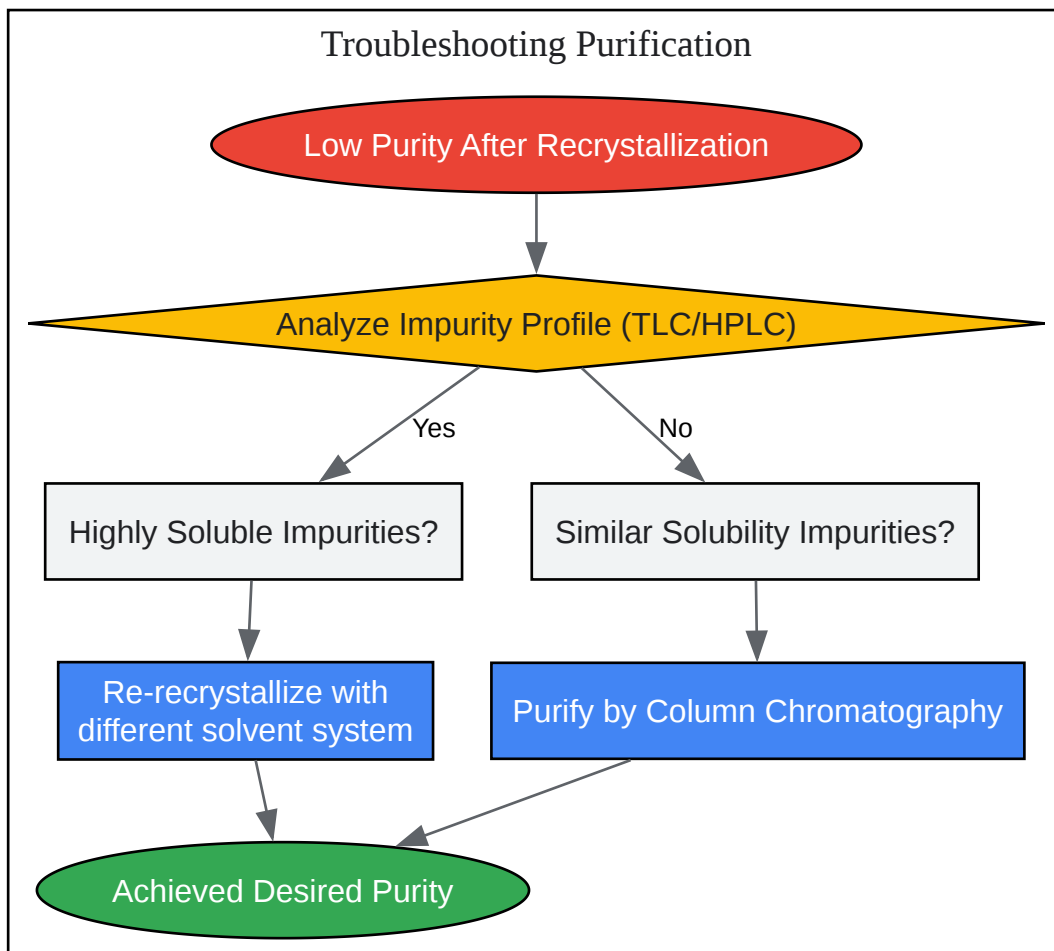 Troubleshooting Purification
Low Purity After Recrystallization
Analyze Impurity Profile (TLC/HPLC)
Yes
No
Highly Soluble Impurities?
Similar Solubility Impurities?
Re-recrystallize with
different solvent system
Purify by Column Chromatography
Achieved Desired Purity